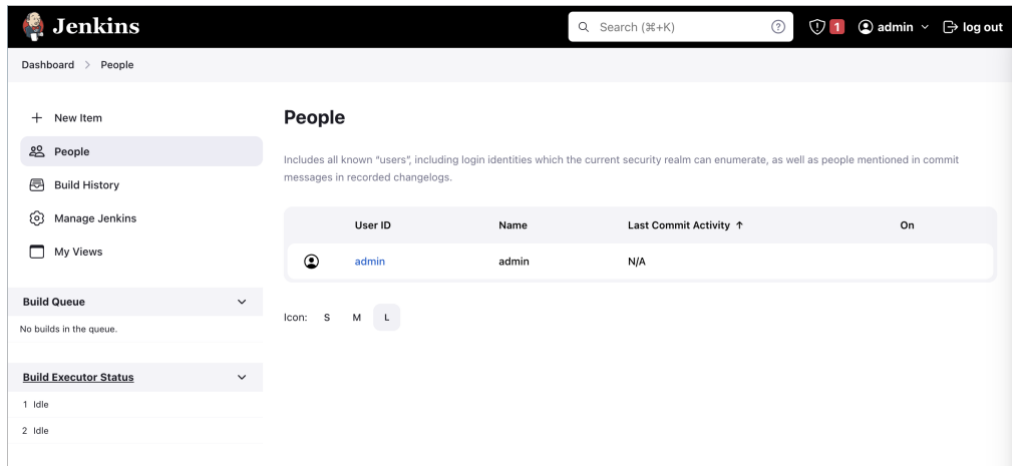 Jenkins
Search (⌘+K)
1
admin
log out
Dashboard > People
New Item
People
Build History
Manage Jenkins
My Views
Build Queue
No builds in the queue.
Build Executor Status
1 Idle
2 Idle
People
Includes all known “users”, including login identities which the current security realm can enumerate, as well as people mentioned in commit
messages in recorded changelogs.
User ID Name Last Commit Activity ↑ On
admin admin N/A
Icon: S M L